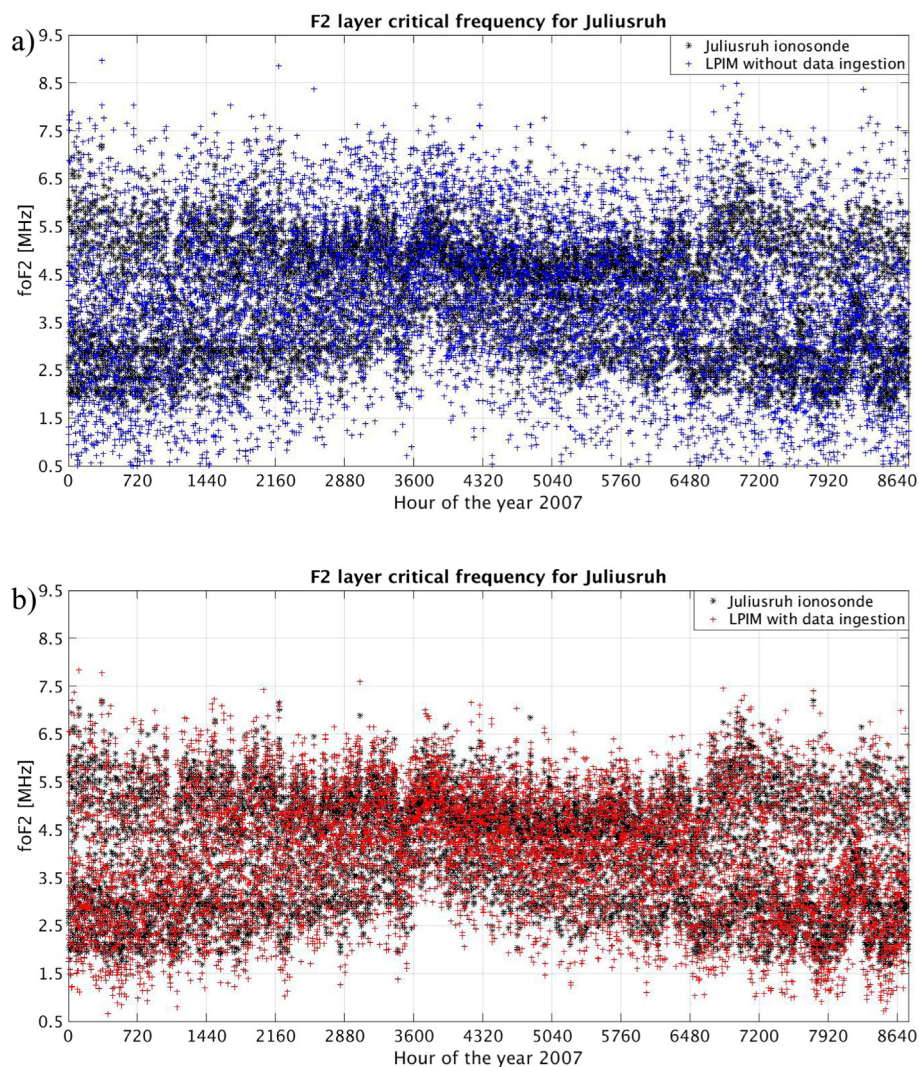 F2 layer critical frequency for Juliusruh
a)
Juliusruh ionosonde
LPIM without data ingestion
foF2 [MHz]
9.5
8.5
7.5
6.5
5.5
4.5
3.5
2.5
1.5
0.5
0 720 1440 2160 2880 3600 4320 5040 5760 6480 7200 7920 8640
Hour of the year 2007
F2 layer critical frequency for Juliusruh
b)
Juliusruh ionosonde
LPIM with data ingestion
foF2 [MHz]
9.5
8.5
7.5
6.5
5.5
4.5
3.5
2.5
1.5
0.5
0 720 1440 2160 2880 3600 4320 5040 5760 6480 7200 7920 8640
Hour of the year 2007